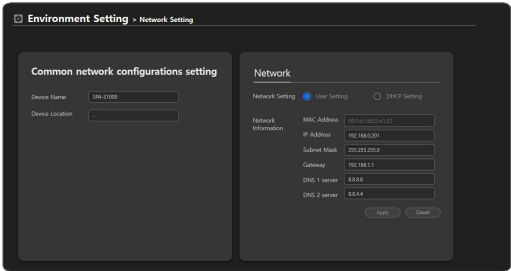 Environment Setting > Network Setting
Common network configurations setting
Device Name SPA-S1000
Device Location -
Network
Network Setting User Setting DHCP Setting
Network Information
MAC Address
IP Address 192.168.0.201
Subnet Mask 255.255.255.0
Gateway 192.168.1.1
DNS 1 server 8.8.8.8
DNS 2 server 8.8.4.4
Apply Cancel